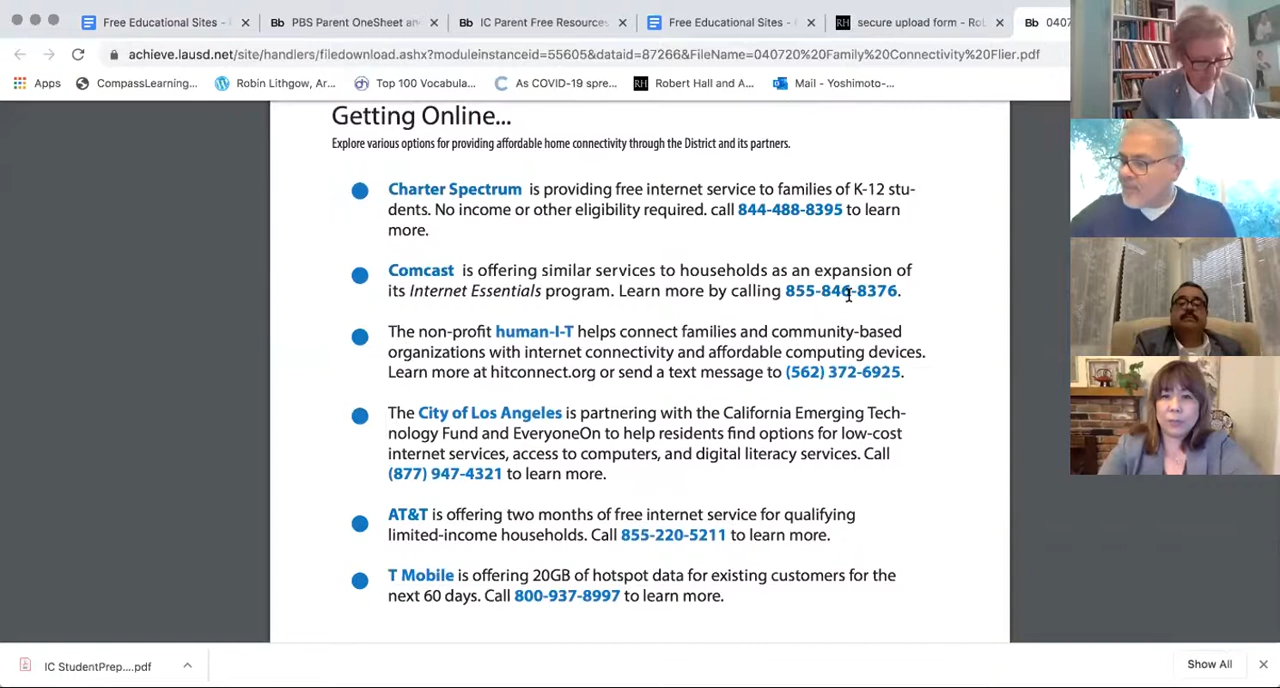 Free Educational Sites -
PBS Parent OneSheet an
IC Parent Free Resources
Free Educational Sites -
secure upload form - RoL
0407
achieve.lausd.net/site/handlers/filedownload.ashx?moduleinstanceid=55605&dataid=87266&FileName=040720%20Family%20Connectivity%20Flier.pdf
Apps
CompassLearning...
Robin Lithgow, Ar...
Top 100 Vocabula...
As COVID-19 spre...
Robert Hall and A...
Mail - Yoshimoto-...
Getting Online...
Explore various options for providing affordable home connectivity through the District and its partners.
Charter Spectrum is providing free internet service to families of K-12 stu-
dents. No income or other eligibility required. call 844-488-8395 to learn
more.
Comcast is offering similar services to households as an expansion of
its Internet Essentials program. Learn more by calling 855-846-8376.
The non-profit human-I-T helps connect families and community-based
organizations with internet connectivity and affordable computing devices.
Learn more at hitconnect.org or send a text message to (562) 372-6925.
The City of Los Angeles is partnering with the California Emerging Tech-
nology Fund and EveryoneOn to help residents find options for low-cost
internet services, access to computers, and digital literacy services. Call
(877) 947-4321 to learn more.
AT&T is offering two months of free internet service for qualifying
limited-income households. Call 855-220-5211 to learn more.
T Mobile is offering 20GB of hotspot data for existing customers for the
next 60 days. Call 800-937-8997 to learn more.
IC StudentPrep....pdf
Show All